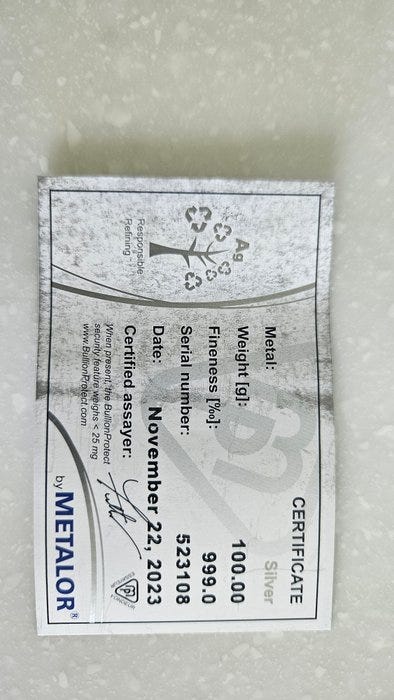 CERTIFICATE
Ag
Responsible
Refining
Metal: Silver
Weight [g]: 100.00
Fineness [‰]: 999.0
Serial number: 523108
Date: November 22, 2023
Certified assayer:
When present, the BullionProtect
security feature weighs < 25 mg
www.BullionProtect.com
by METALOR®